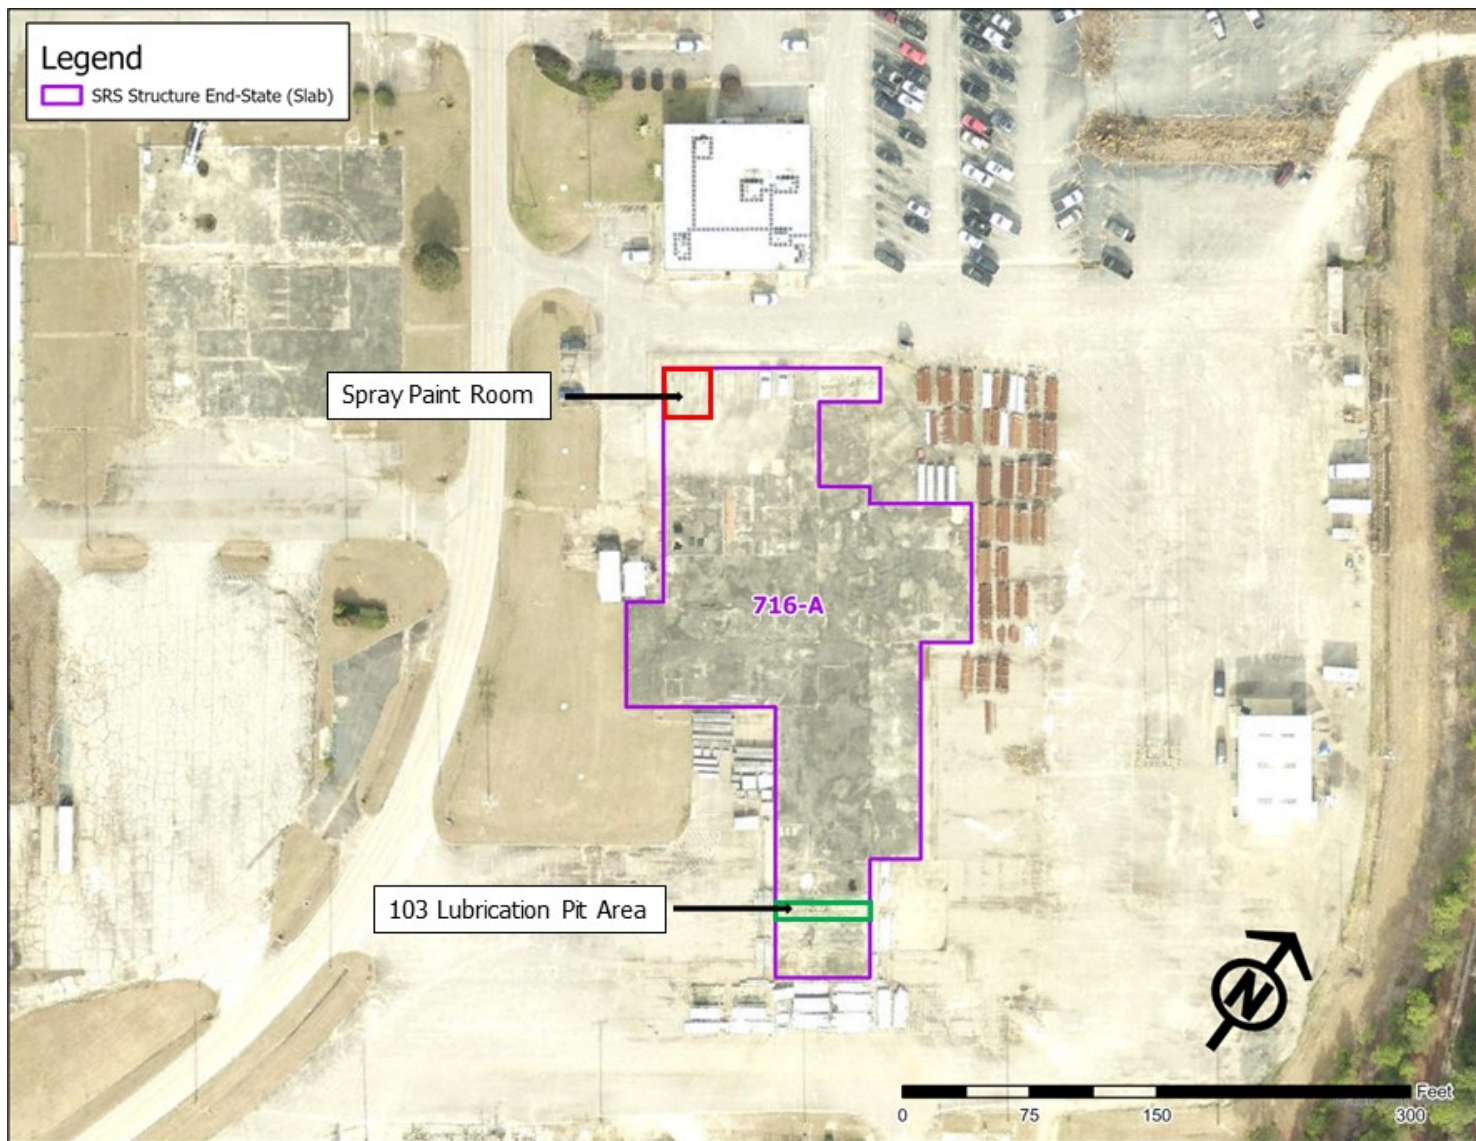 Legend
SRS Structure End-State (Slab)
Spray Paint Room
716-A
103 Lubrication Pit Area
N
Feet
0 75 150 300